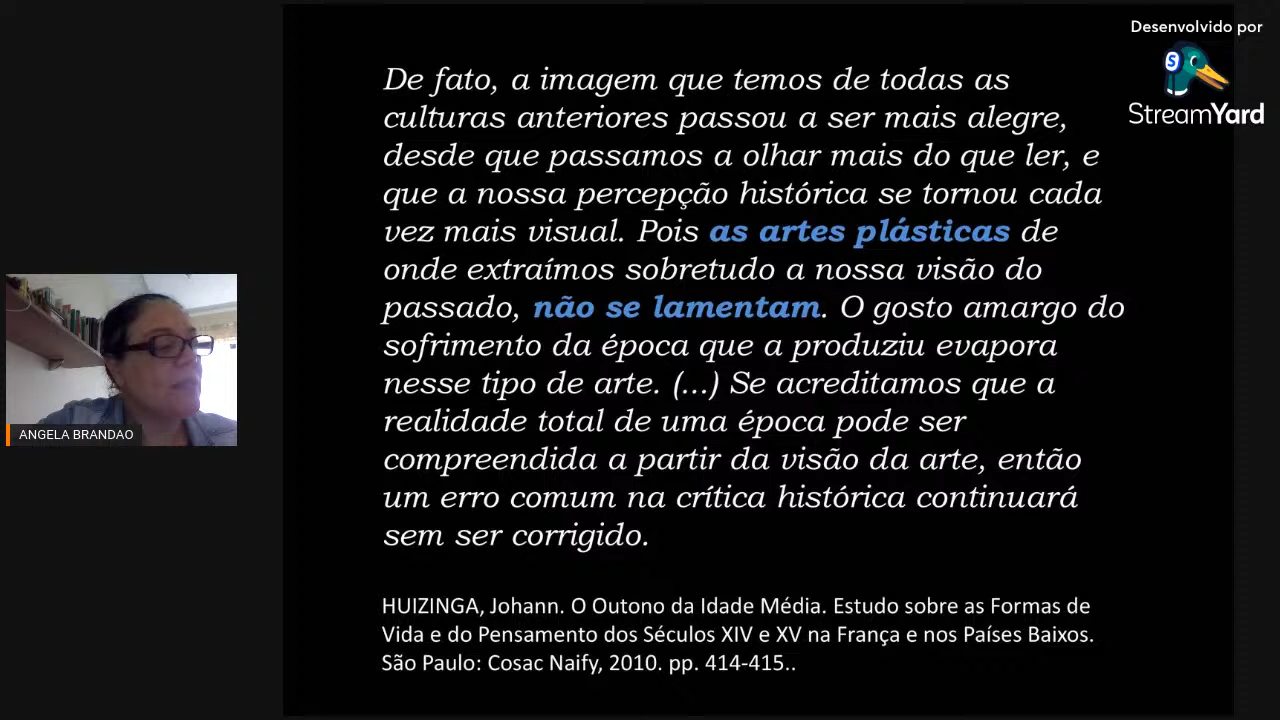 Desenvolvido por
StreamYard
De fato, a imagem que temos de todas as
culturas anteriores passou a ser mais alegre,
desde que passamos a olhar mais do que ler, e
que a nossa percepção histórica se tornou cada
vez mais visual. Pois as artes plásticas de
onde extraímos sobretudo a nossa visão do
passado, não se lamentam. O gosto amargo do
sofrimento da época que a produziu evapora
nesse tipo de arte. (...) Se acreditamos que a
realidade total de uma época pode ser
compreendida a partir da visão da arte, então
um erro comum na crítica histórica continuará
sem ser corrigido.
HUIZINGA, Johann. O Outono da Idade Média. Estudo sobre as Formas de
Vida e do Pensamento dos Séculos XIV e XV na França e nos Países Baixos.
São Paulo: Cosac Naify, 2010. pp. 414-415..
ANGELA BRANDAO